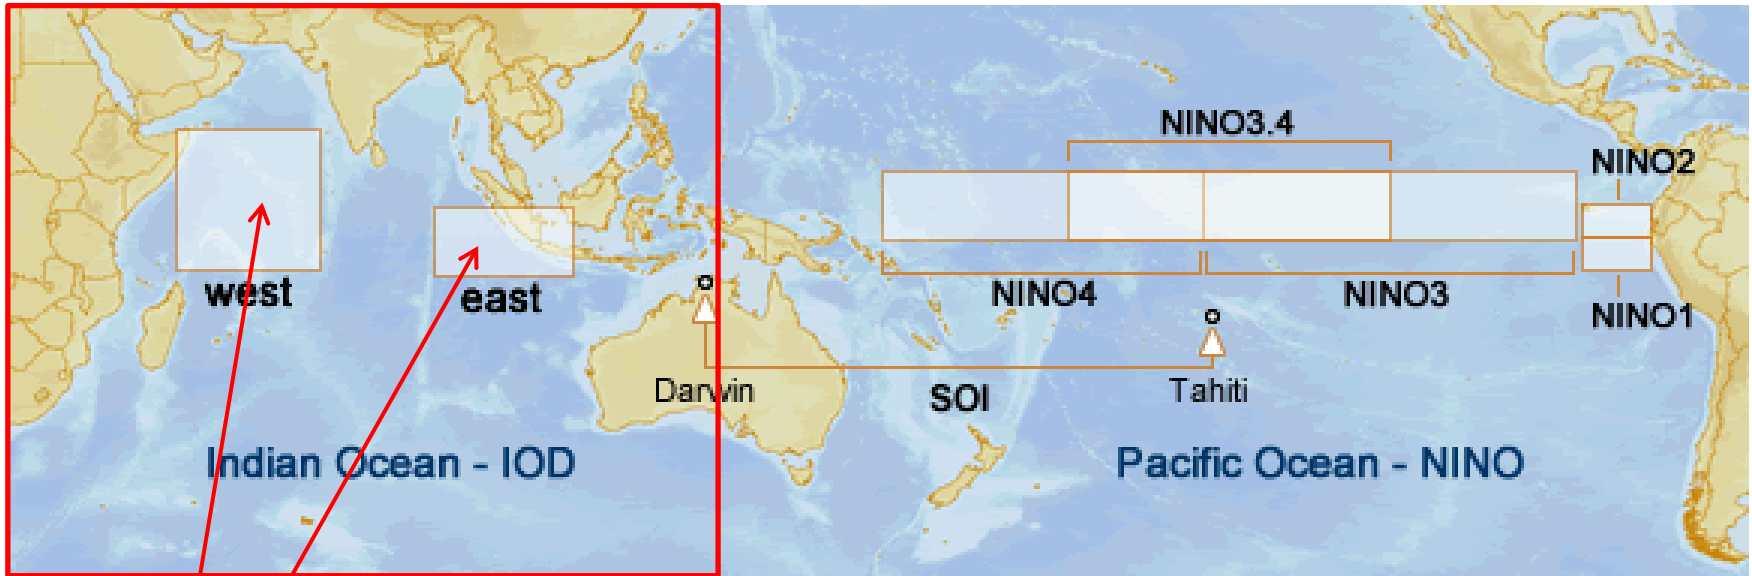 NINO3.4
NINO2
west
east
NINO4
NINO3
NINO1
Darwin
SOI
Tahiti
Indian Ocean - IOD
Pacific Ocean - NINO